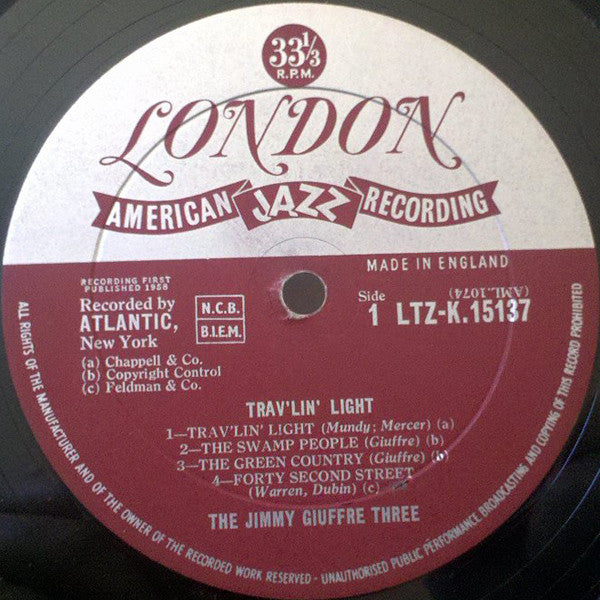 33⅓
R.P.M.
LONDON
AMERICAN JAZZ RECORDING
MADE IN ENGLAND
RECORDING FIRST
PUBLISHED 1958
Recorded by
ATLANTIC,
New York
(a) Chappell & Co.
(b) Copyright Control
(c) Feldman & Co.
N.C.B.
B.I.E.M.
Side
1 LTZ-K.15137
(AML.1074)
TRAV'LIN' LIGHT
1—TRAV'LIN' LIGHT (Mundy; Mercer) (a)
2—THE SWAMP PEOPLE (Giuffre) (b)
3—THE GREEN COUNTRY (Giuffre) (b)
4—FORTY SECOND STREET
(Warren, Dubin) (c)
THE JIMMY GIUFFRE THREE
ALL RIGHTS OF THE MANUFACTURER AND OF THE OWNER OF THE RECORDED WORK RESERVED - UNAUTHORISED PUBLIC PERFORMANCE BROADCASTING AND COPYING OF THIS RECORD PROHIBITED